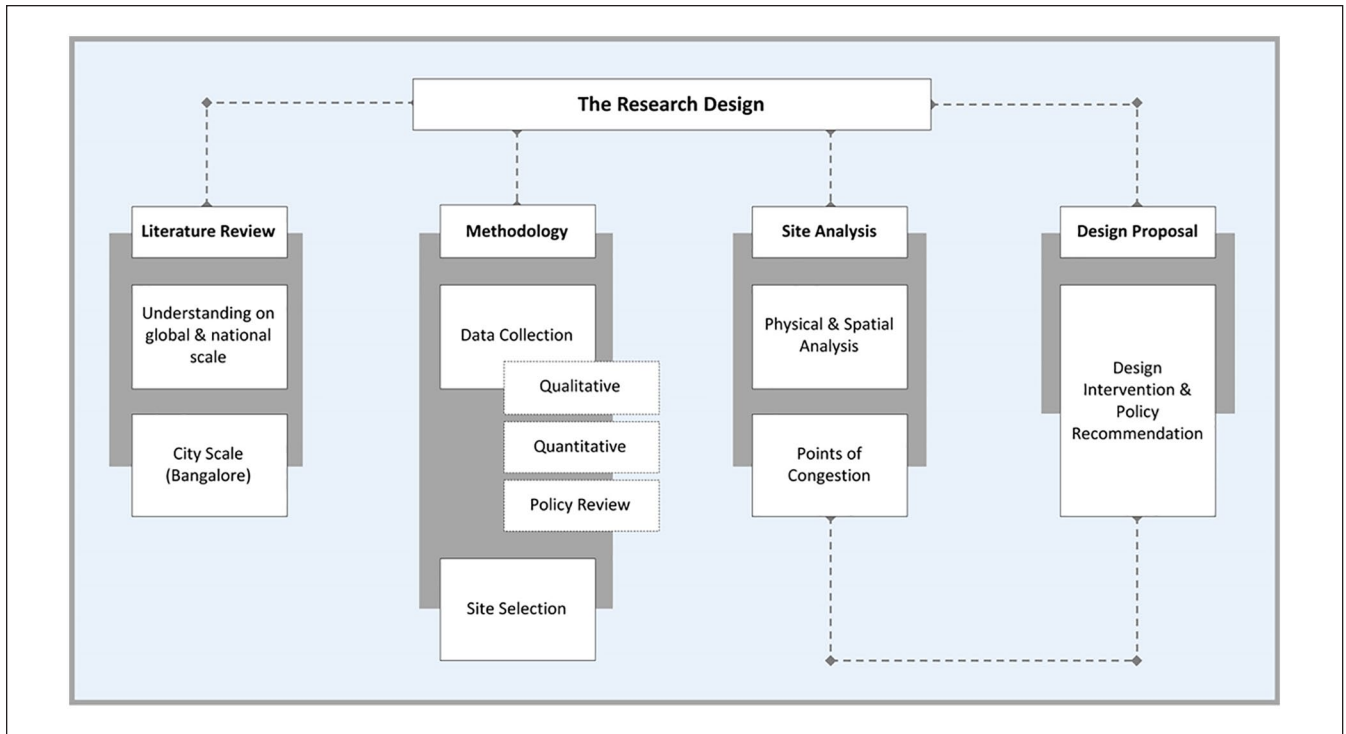 The Research Design
Literature Review
Understanding on
global & national
scale
City Scale
(Bangalore)
Methodology
Data Collection
Qualitative
Quantitative
Policy Review
Site Selection
Site Analysis
Physical & Spatial
Analysis
Points of
Congestion
Design Proposal
Design
Intervention &
Policy
Recommendation